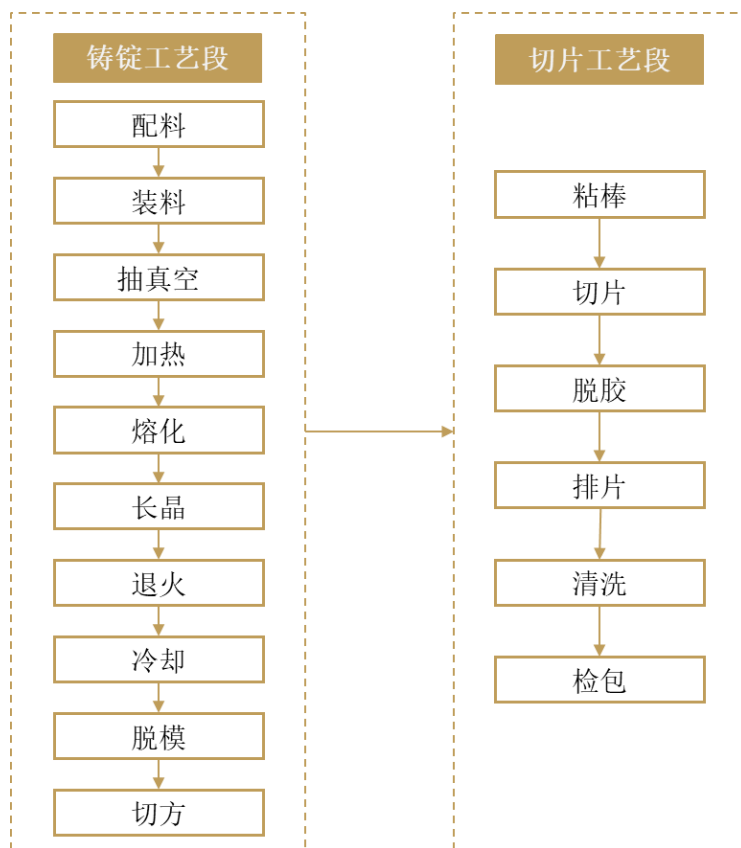 铸锭工艺段
配料
装料
抽真空
加热
熔化
长晶
退火
冷却
脱模
切方
切片工艺段
粘棒
切片
脱胶
排片
清洗
检包